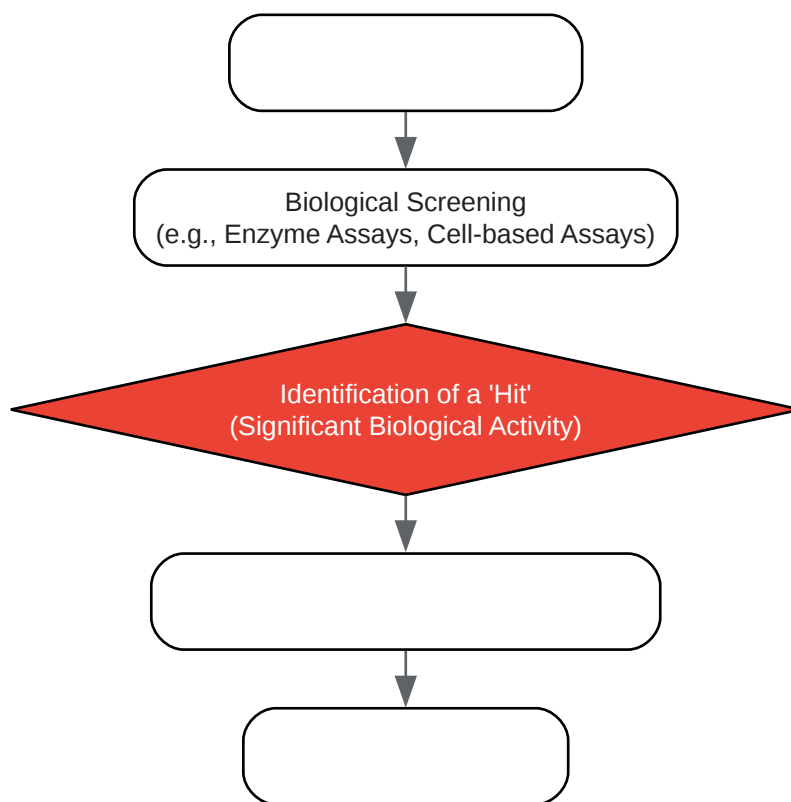 Biological Screening
(e.g., Enzyme Assays, Cell-based Assays)
Identification of a 'Hit'
(Significant Biological Activity)